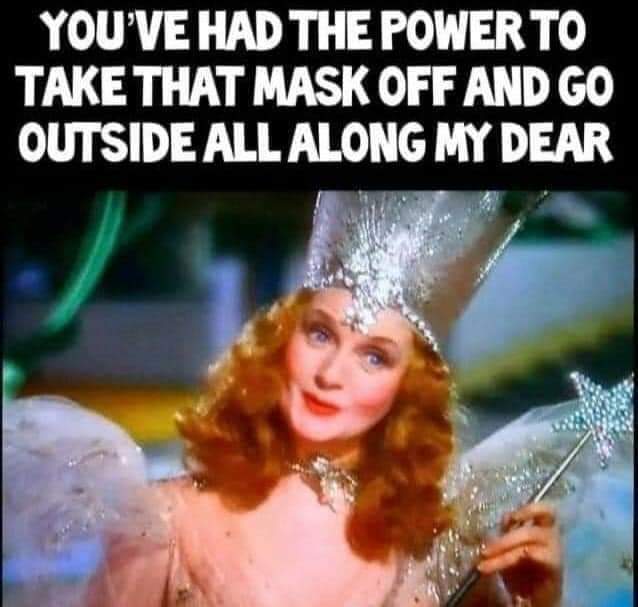 YOU'VE HAD THE POWER TO
TAKE THAT MASK OFF AND GO
OUTSIDE ALL ALONG MY DEAR